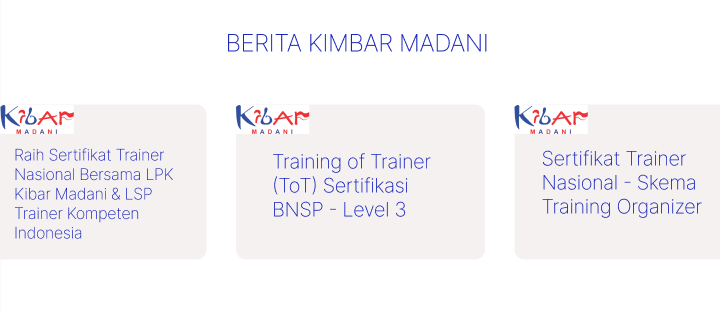 BERITA KIMBAR MADANI
KibAr
MADANI
Raih Sertifikat Trainer
Nasional Bersama LPK
Kibar Madani & LSP
Trainer Kompeten
Indonesia
KibAr
MADANI
Training of Trainer
(ToT) Sertifikasi
BNSP - Level 3
KibAr
MADANI
Sertifikat Trainer
Nasional - Skema
Training Organizer